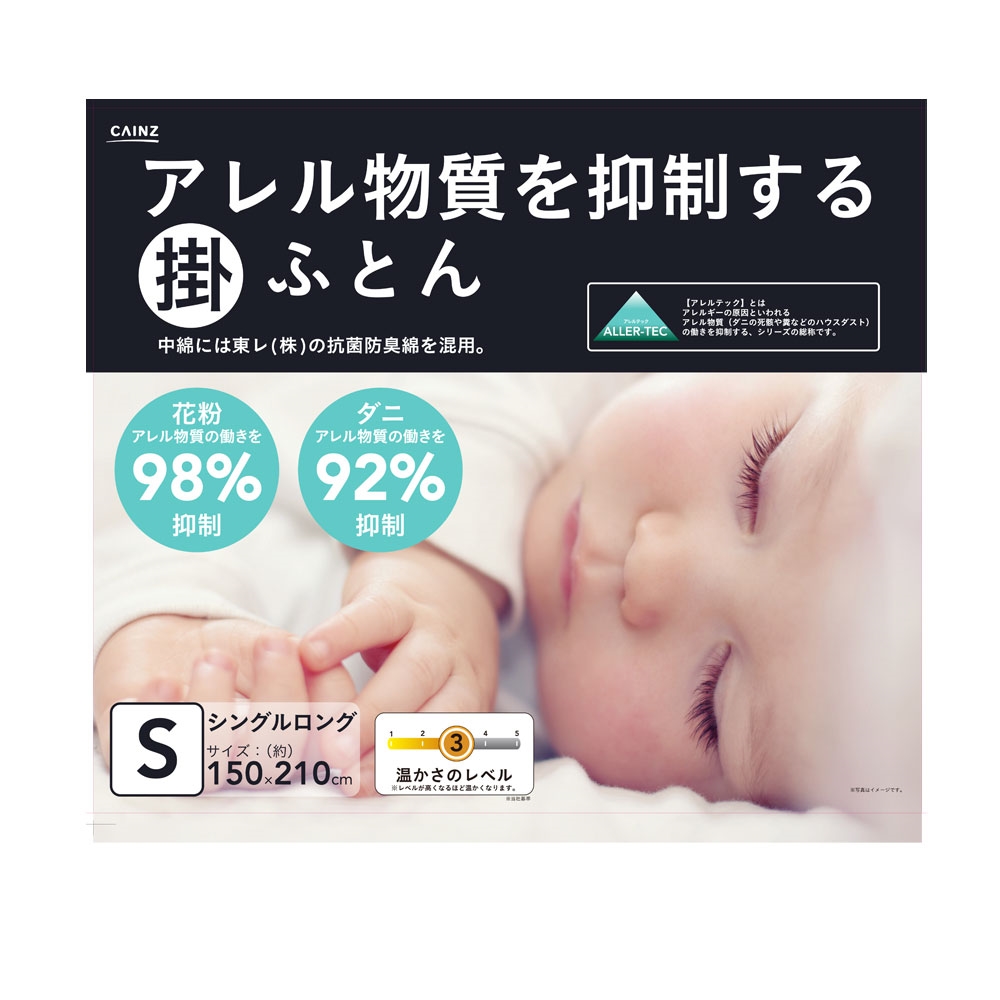 CAINZ
アレル物質を抑制する
掛ふとん
中綿には東レ(株)の抗菌防臭綿を混用。
アレルテック
ALLER-TEC
【アレルテック】とは
アレルギーの原因といわれる
アレル物質（ダニの死骸や糞などのハウスダスト）
の働きを抑制する、シリーズの総称です。
花粉
アレル物質の働きを
98%
抑制
ダニ
アレル物質の働きを
92%
抑制
S
シングルロング
サイズ：（約）
150×210cm
1 2 3 4 5
温かさのレベル
※レベルが高くなるほど温かくなります。
※当社基準
※写真はイメージです。